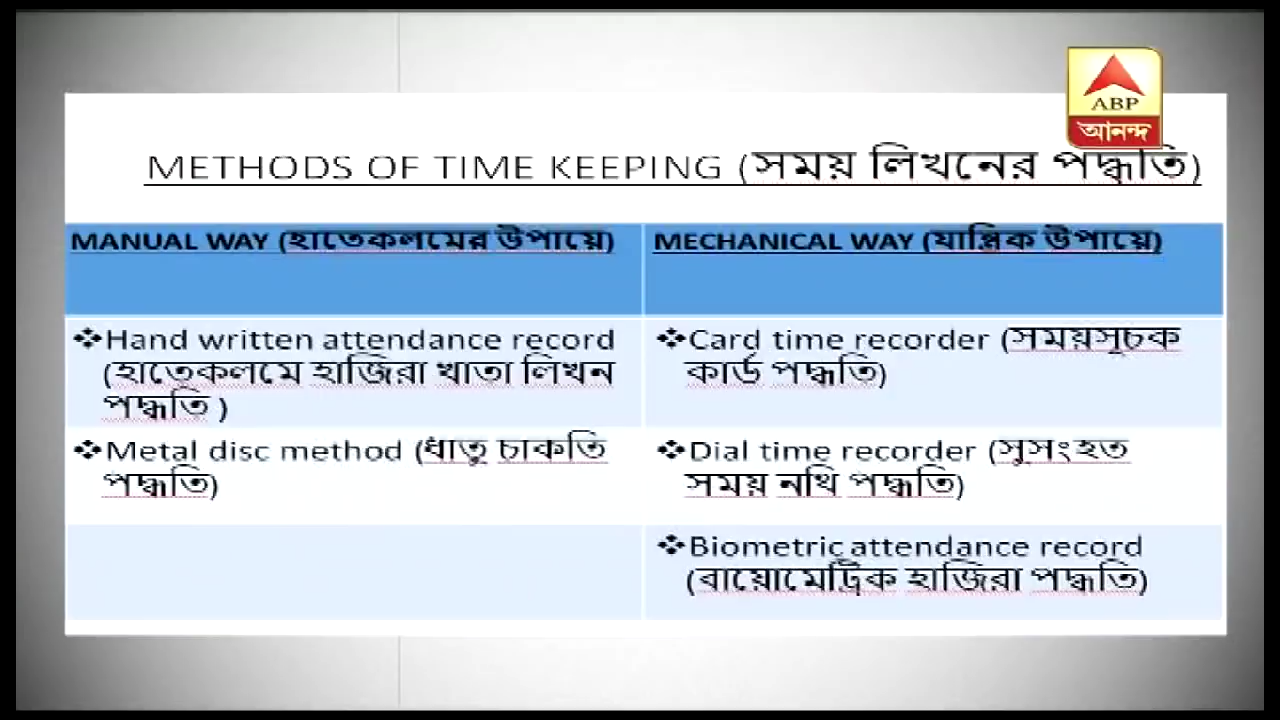 ABP
আনন্দ
METHODS OF TIME KEEPING (সময় লিখনের পদ্ধতি)
MANUAL WAY (হাতেকলমের উপায়ে)
MECHANICAL WAY (যান্ত্রিক উপায়ে)
❖Hand written attendance record
(হাতেকলমে হাজিরা খাতা লিখন
পদ্ধতি )
❖Card time recorder (সময়সূচক
কার্ড পদ্ধতি)
❖Metal disc method (ধাতু চাকতি
পদ্ধতি)
❖Dial time recorder (সুসংহত
সময় নথি পদ্ধতি)
❖Biometric attendance record
(বায়োমেট্রিক হাজিরা পদ্ধতি)